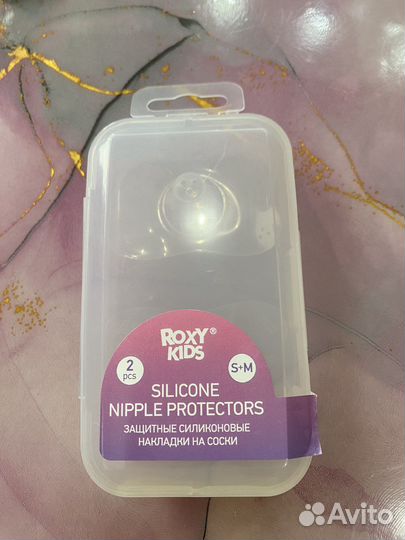 ROXY®
KIDS
2
pcs
S+M
SILICONE
NIPPLE PROTECTORS
ЗАЩИТНЫЕ СИЛИКОНОВЫЕ
НАКЛАДКИ НА СОСКИ
Avito